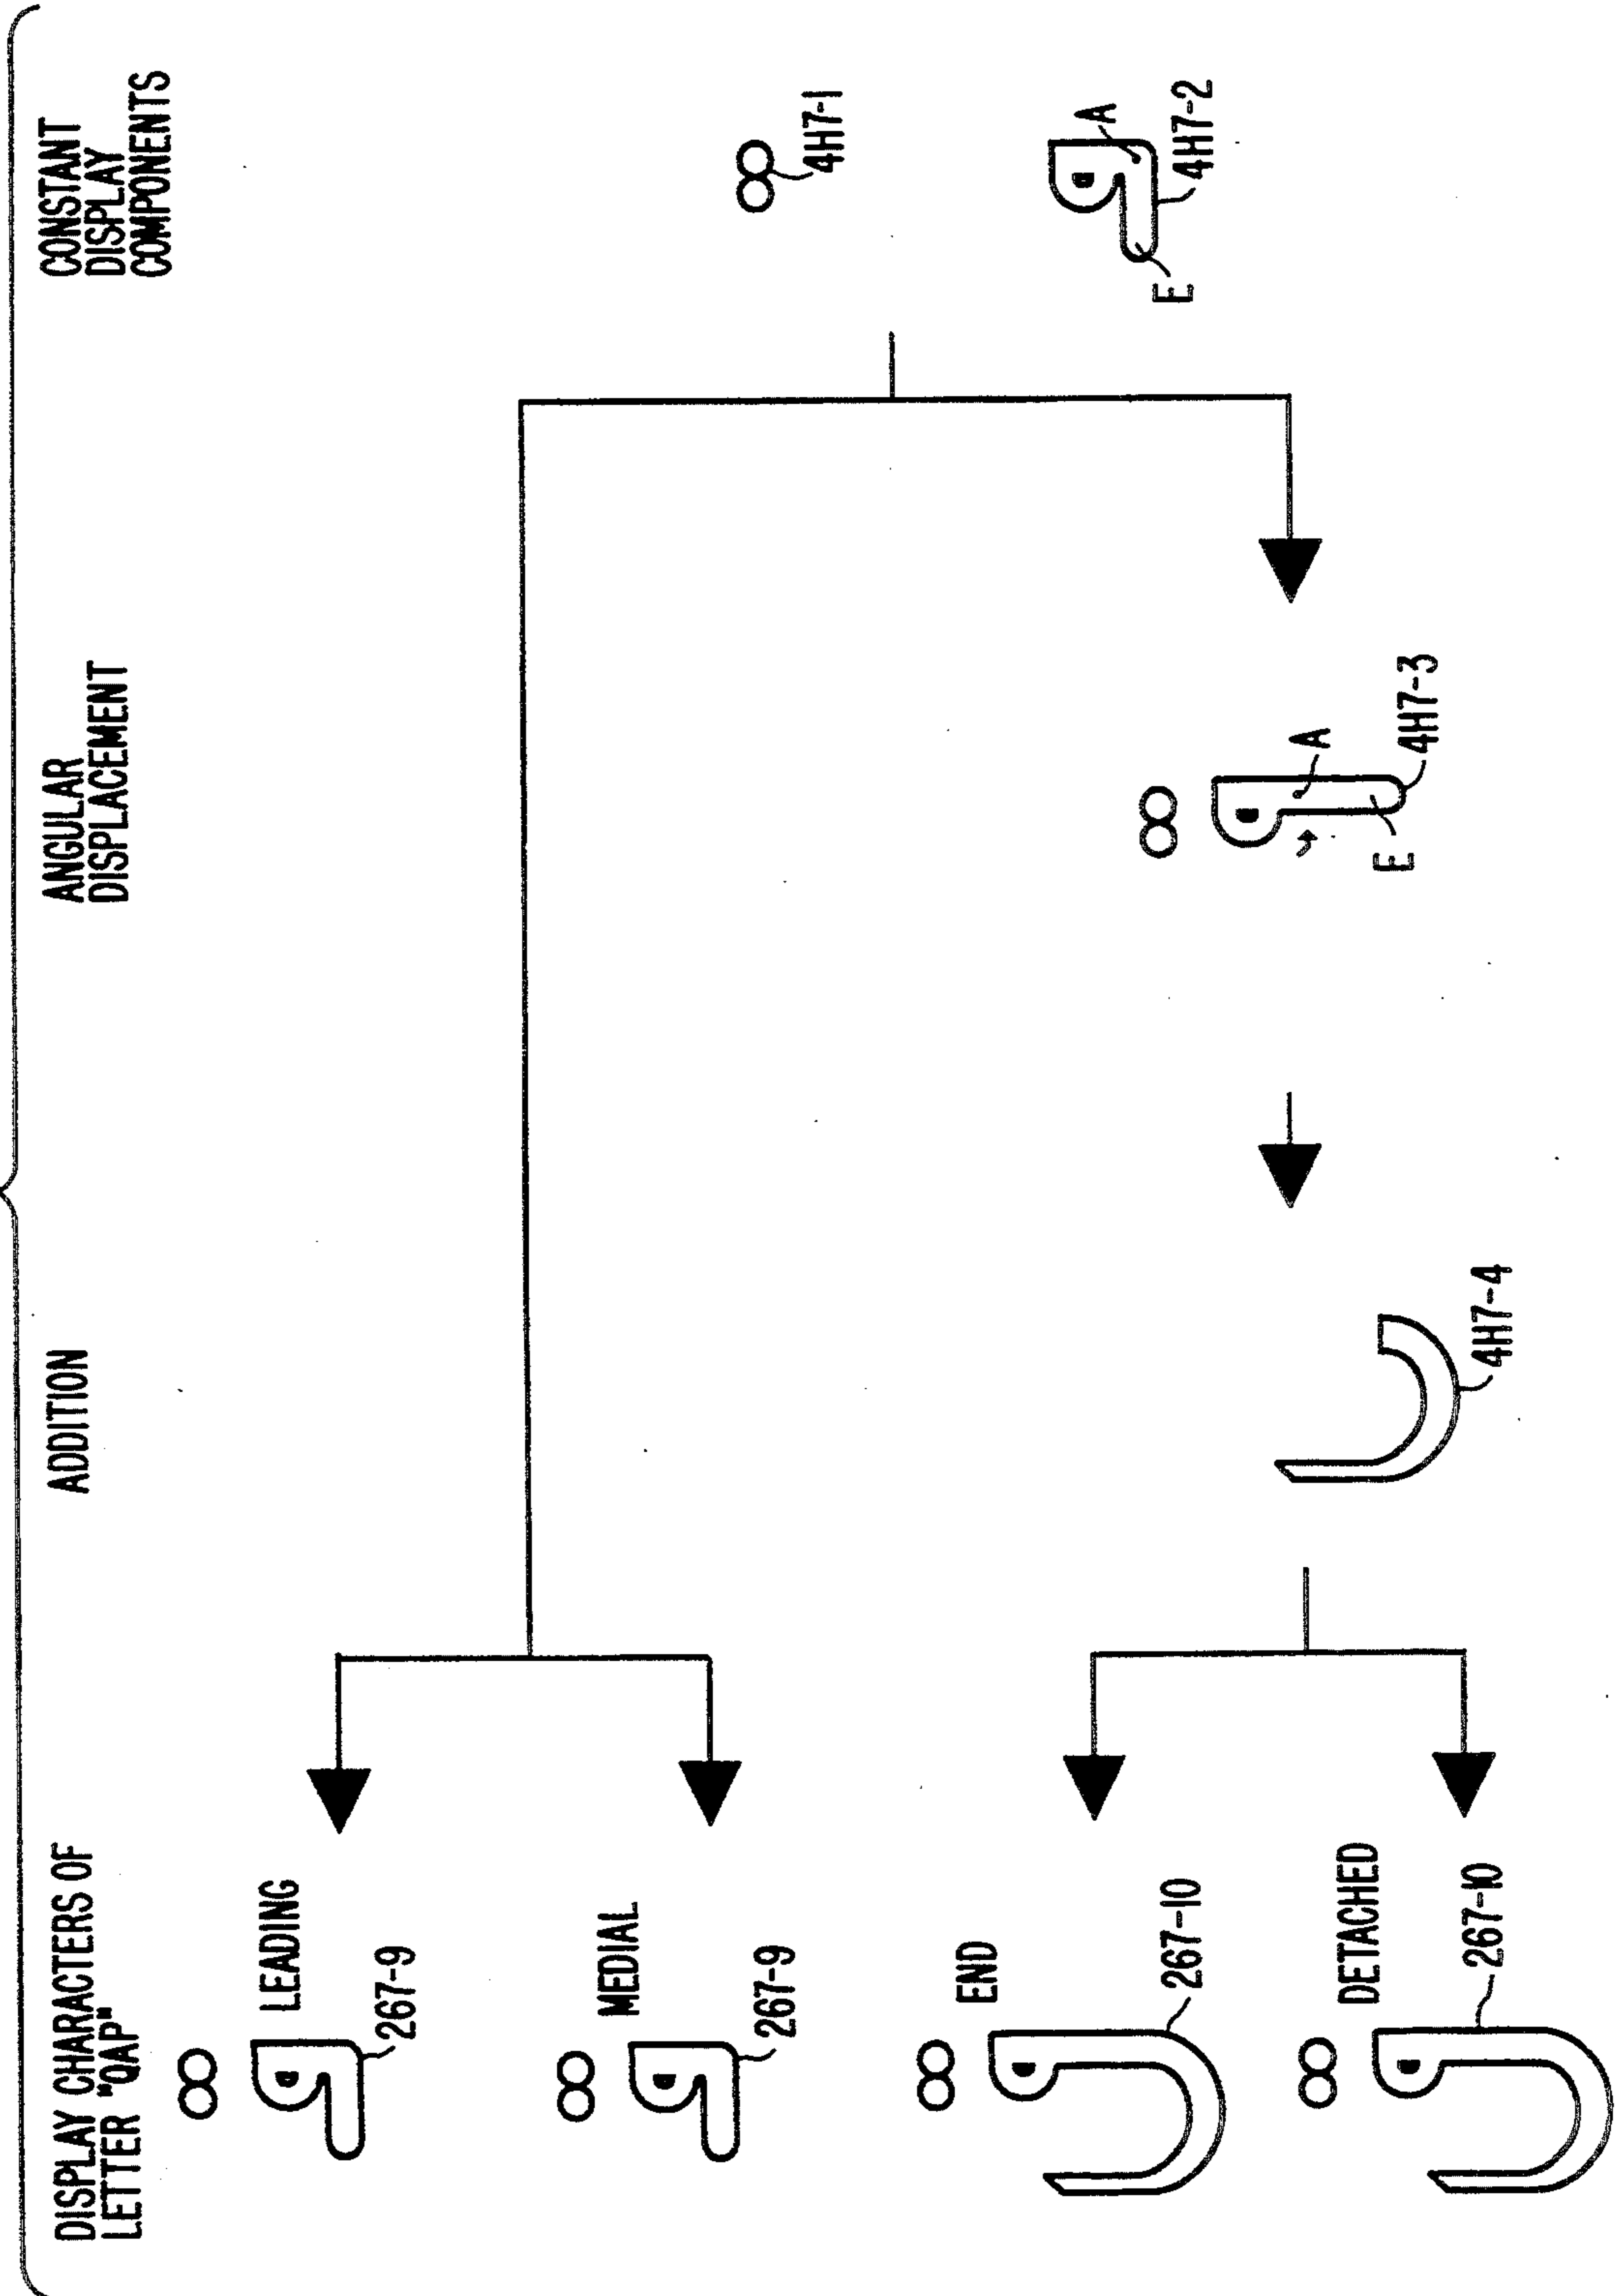 DISPLAY CHARACTERS OF
LETTER "QAP"
ADDITION
ANGULAR
DISPLACEMENT
CONSTANT
DISPLAY
COMPONENTS
LEADING
267-9
MEDIAL
267-9
END
267-10
DETACHED
267-10
4H7-4
A
E
4H7-3
4H7-1
A
E
4H7-2